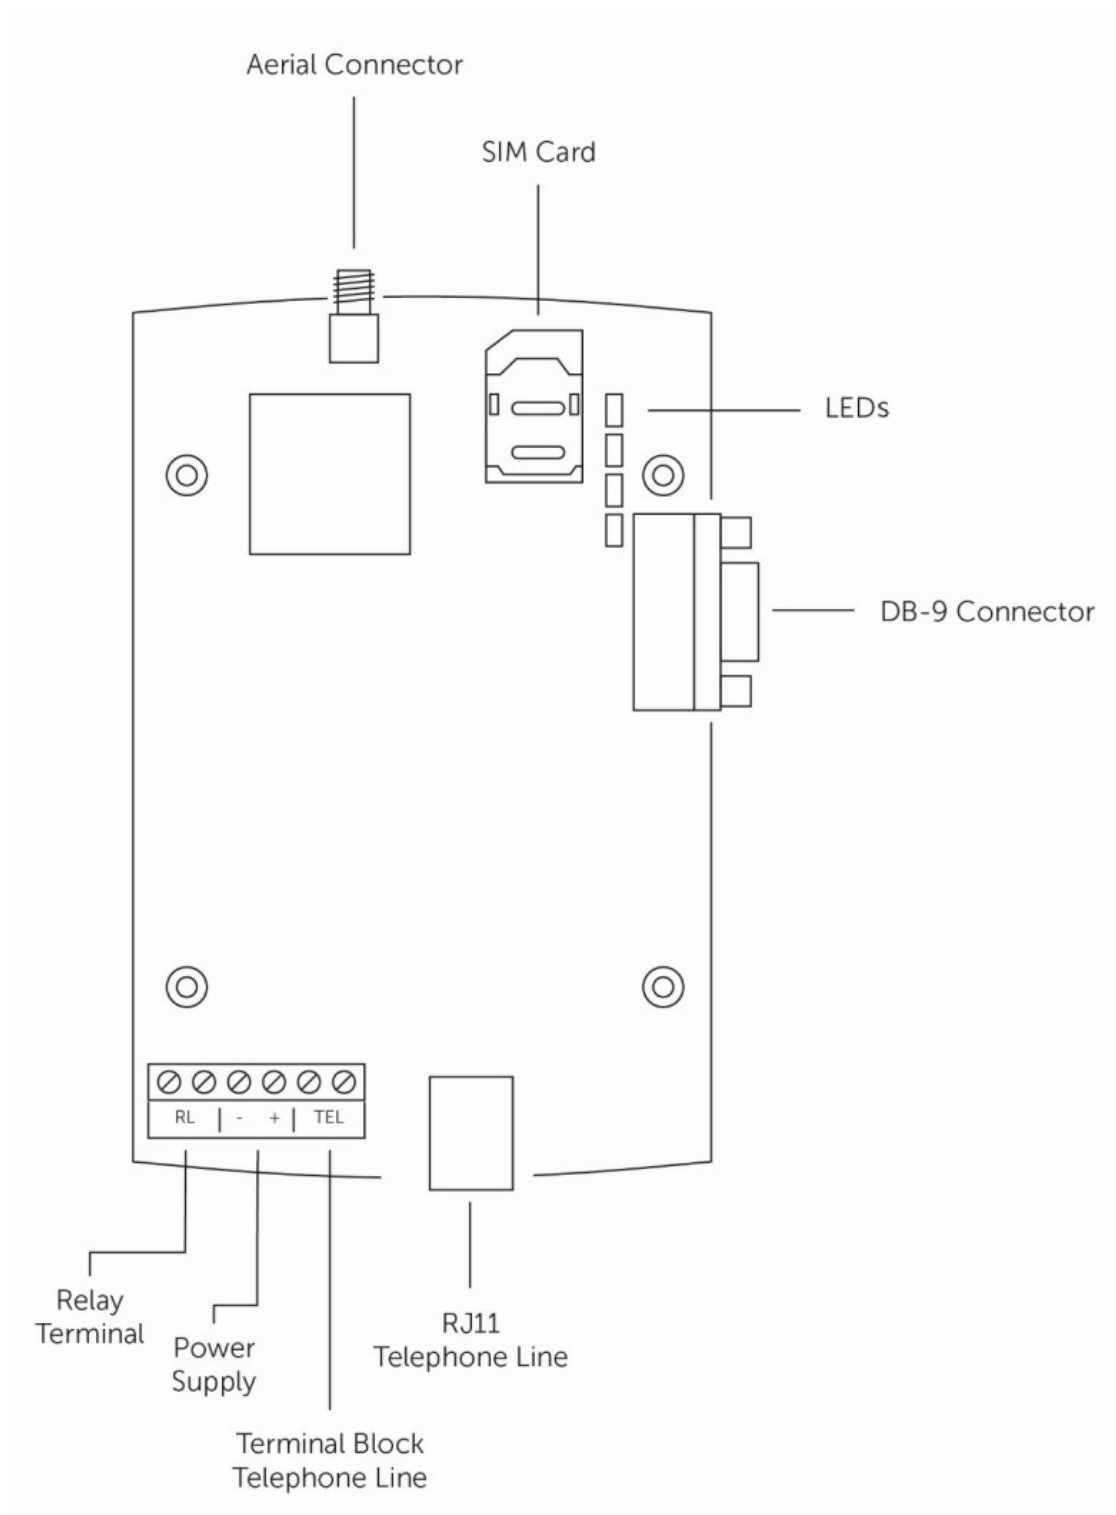 Aerial Connector
SIM Card
LEDs
DB-9 Connector
RL | - + | TEL
Relay
Terminal
Power
Supply
RJ11
Telephone Line
Terminal Block
Telephone Line